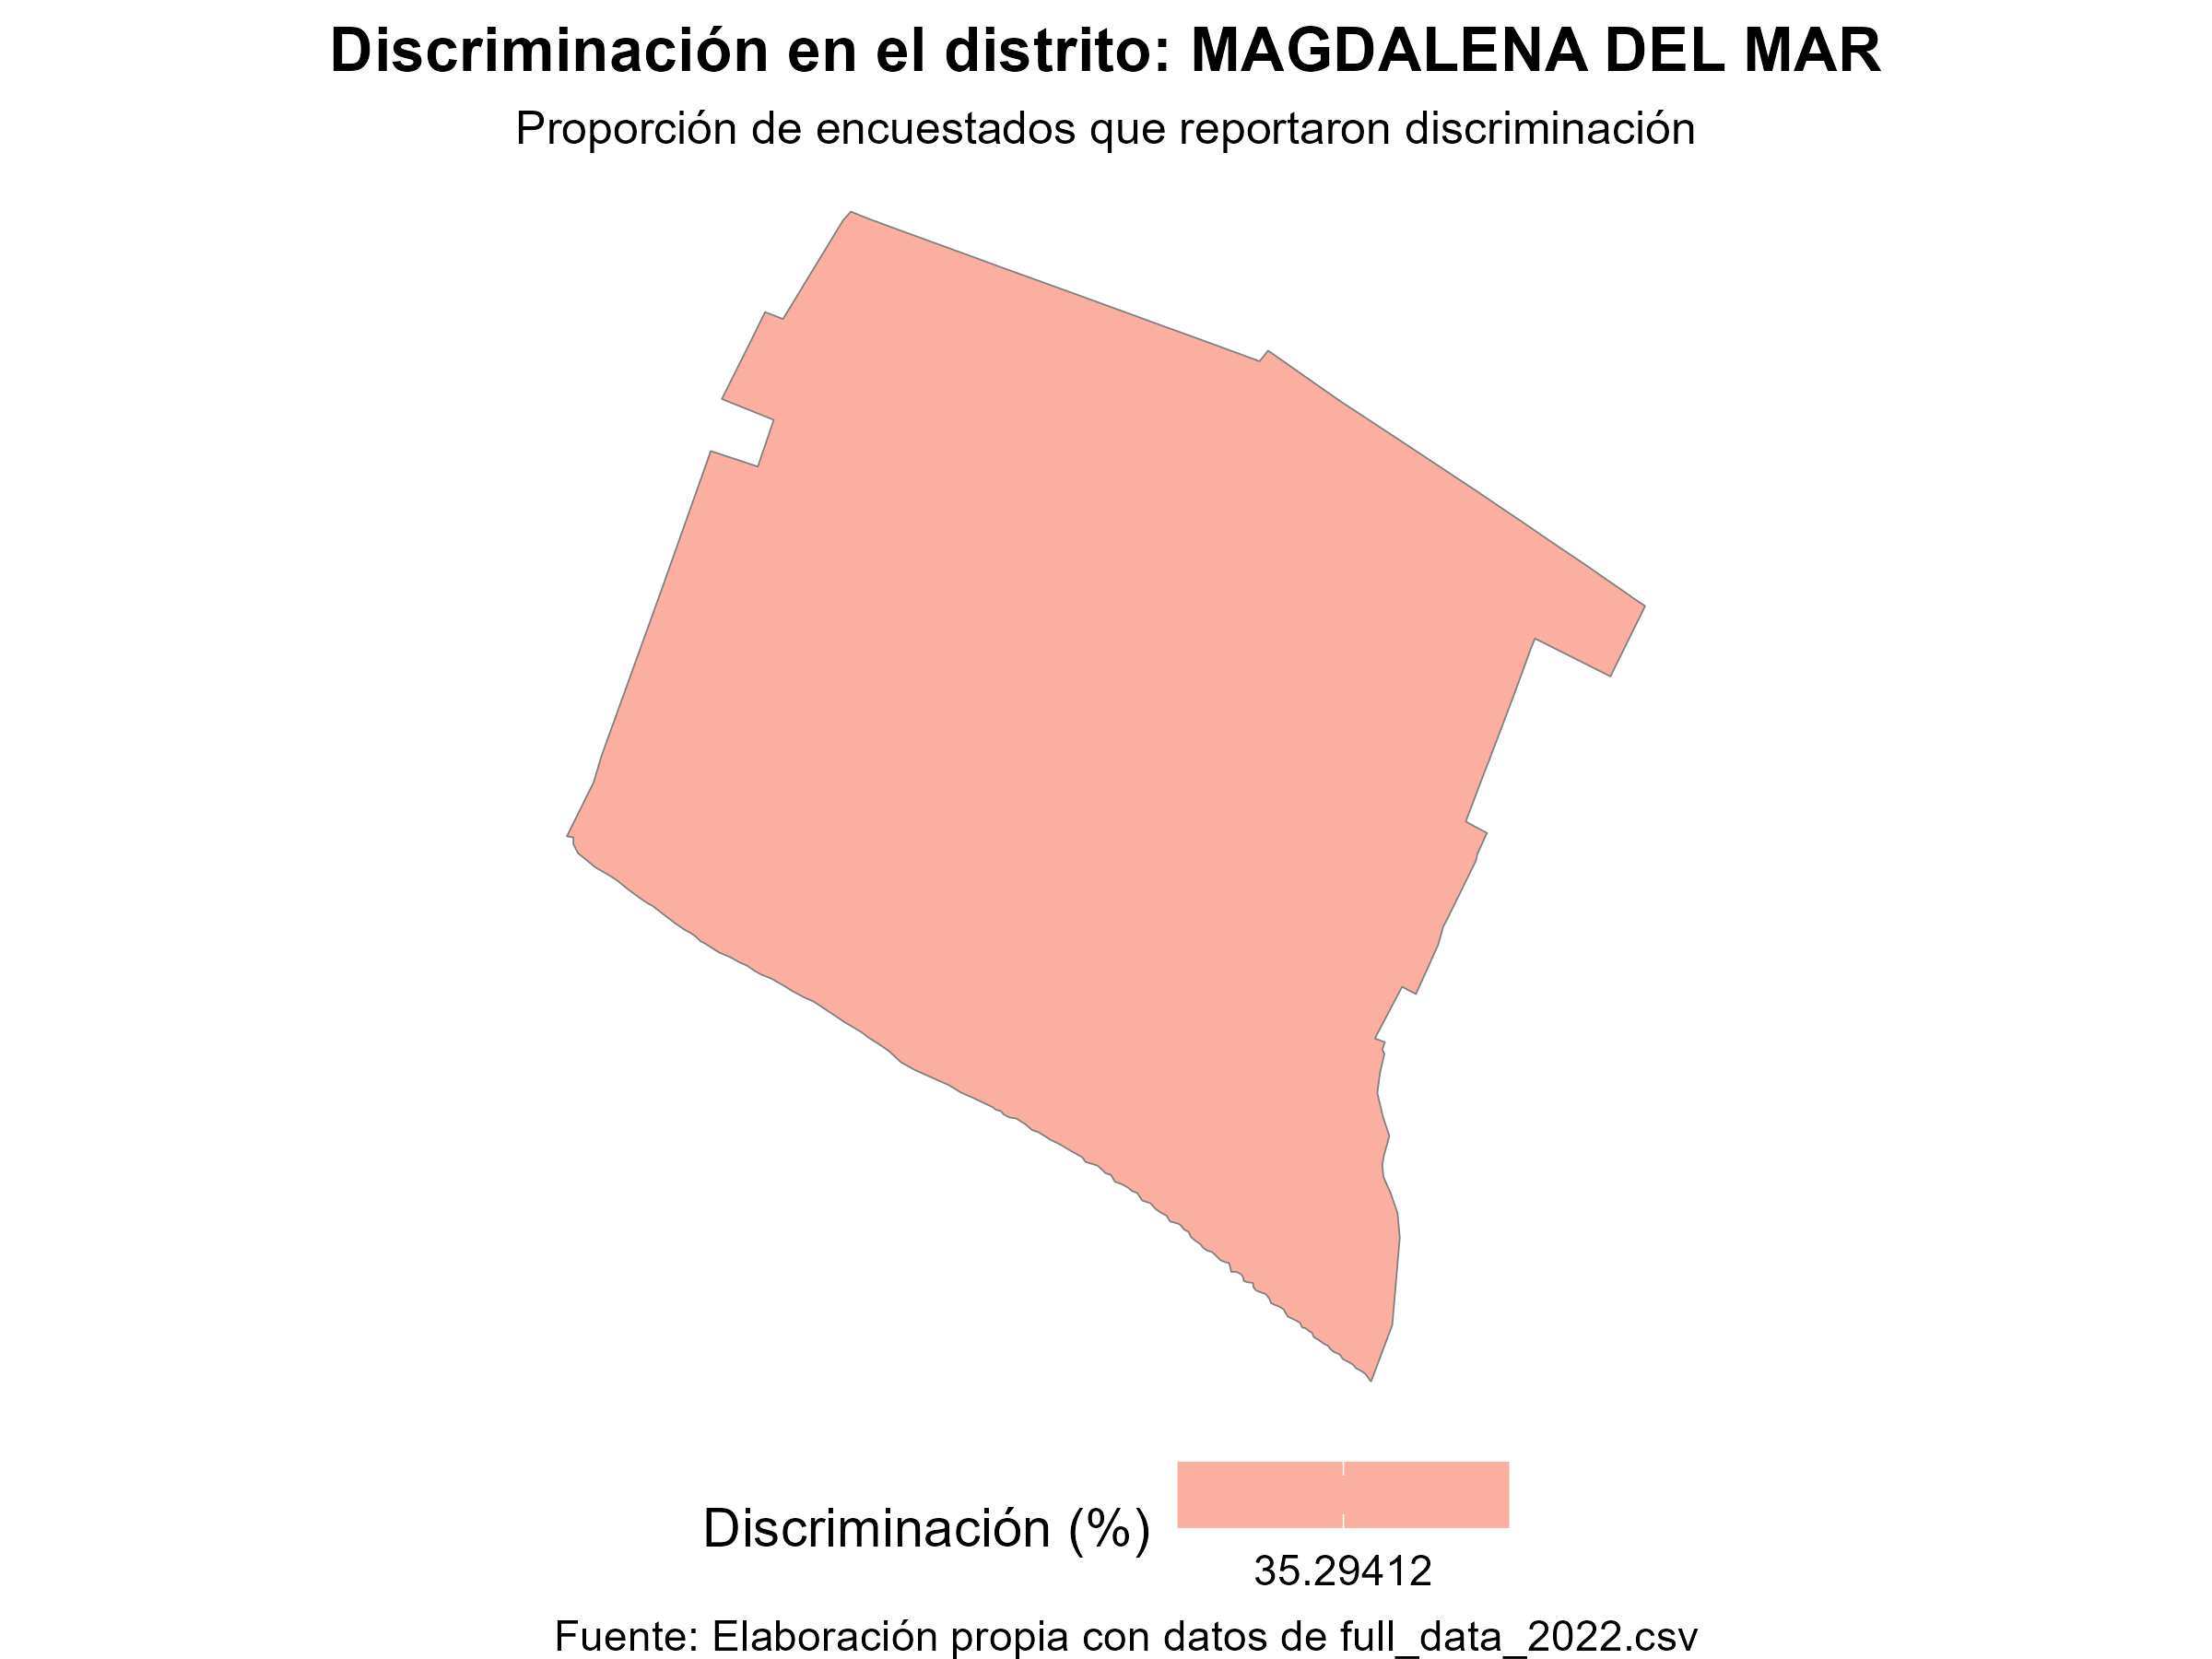 Discriminación en el distrito: MAGDALENA DEL MAR
Proporción de encuestados que reportaron discriminación
Discriminación (%)
35.29412
Fuente: Elaboración propia con datos de full_data_2022.csv